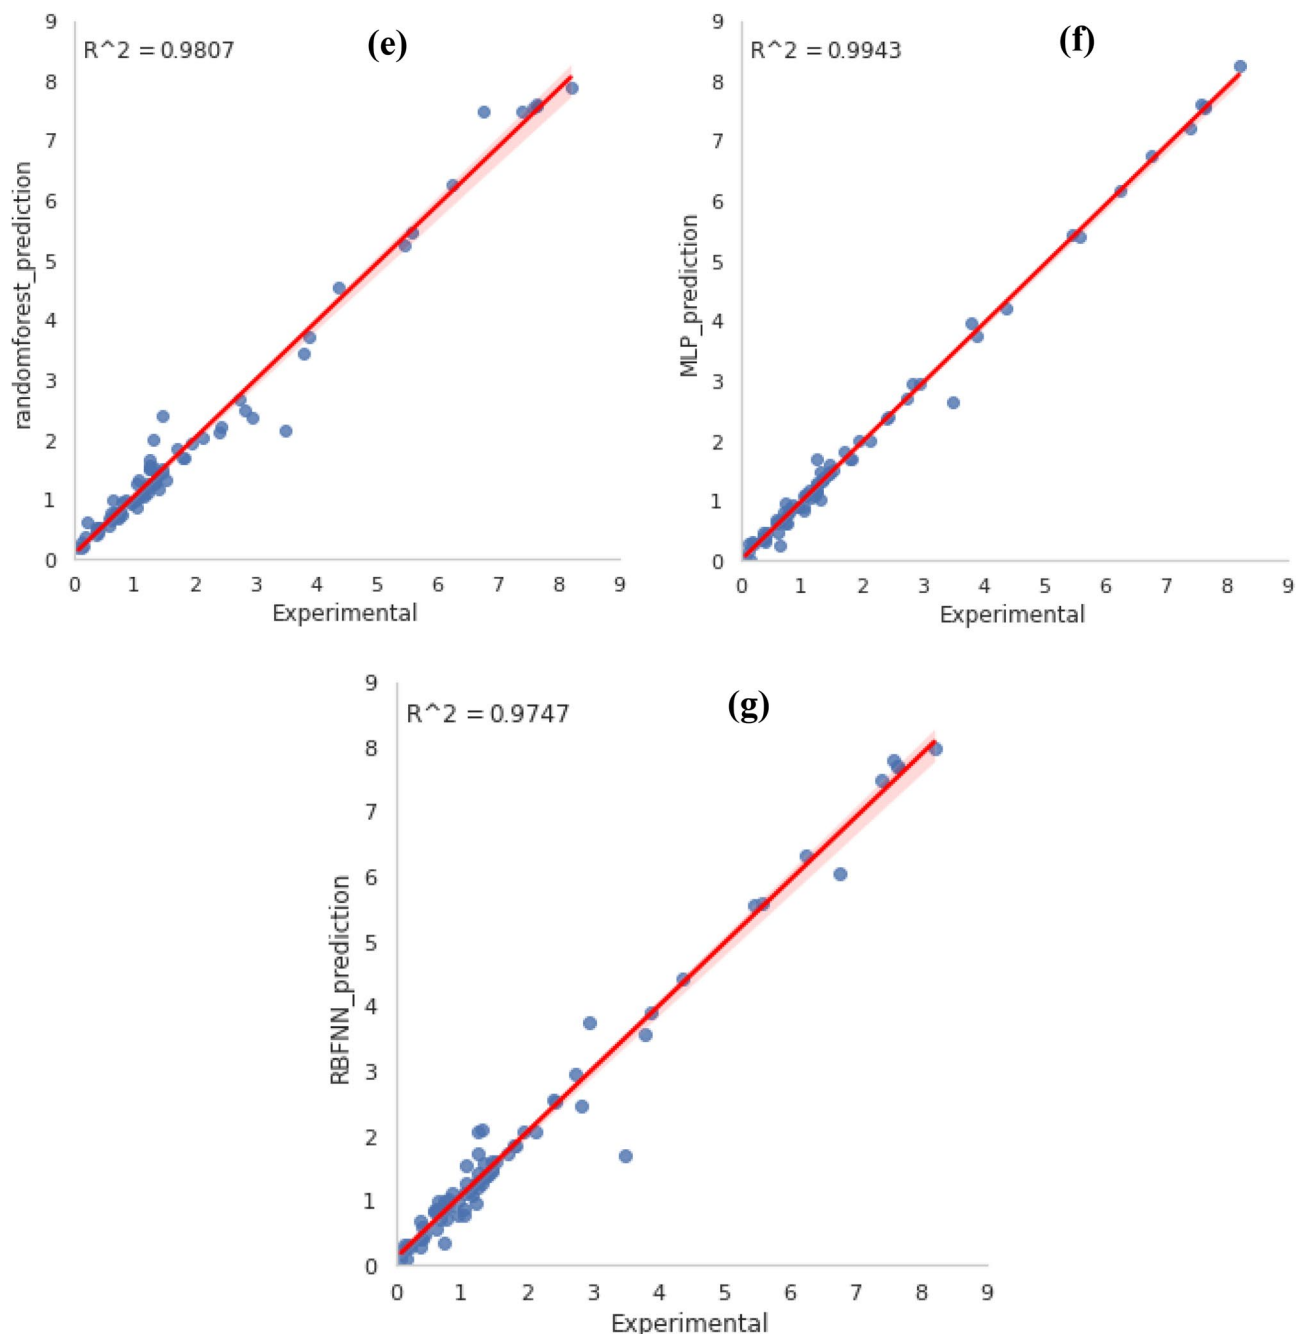 R^2 = 0.9807
(e)
randomforest_prediction
9
8
7
6
5
4
3
2
1
0
0 1 2 3 4 5 6 7 8 9
Experimental
R^2 = 0.9943
(f)
MLP_prediction
9
8
7
6
5
4
3
2
1
0
0 1 2 3 4 5 6 7 8 9
Experimental
R^2 = 0.9747
(g)
RBFNN_prediction
9
8
7
6
5
4
3
2
1
0
0 1 2 3 4 5 6 7 8 9
Experimental